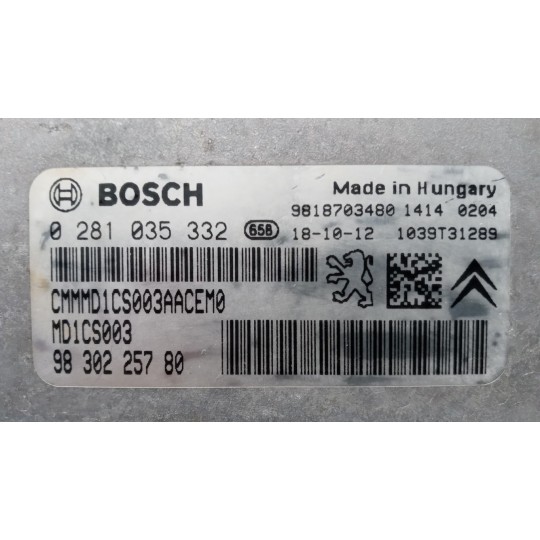 BOSCH
Made in Hungary
9818703480 1414 0204
0 281 035 332 658 18-10-12 1039T31289
CMMMD1CS003AACEM0
MD1CS003
98 302 257 80